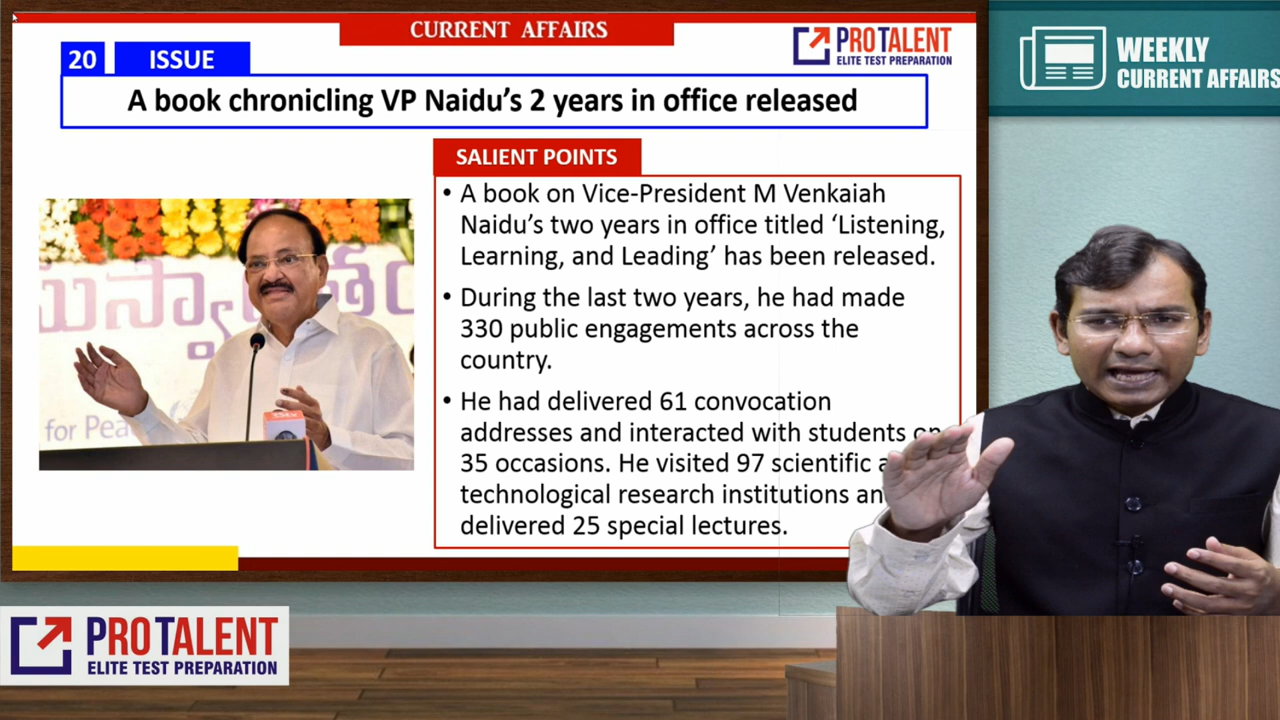 CURRENT AFFAIRS
PROTALENT
ELITE TEST PREPARATION
20 ISSUE
A book chronicling VP Naidu’s 2 years in office released
WEEKLY
CURRENT AFFAIRS
SALIENT POINTS
• A book on Vice-President M Venkaiah
Naidu’s two years in office titled ‘Listening,
Learning, and Leading’ has been released.
• During the last two years, he had made
330 public engagements across the
country.
• He had delivered 61 convocation
addresses and interacted with students on
35 occasions. He visited 97 scientific
technological research institutions
delivered 25 special lectures.
for
PROTALENT
ELITE TEST PREPARATION